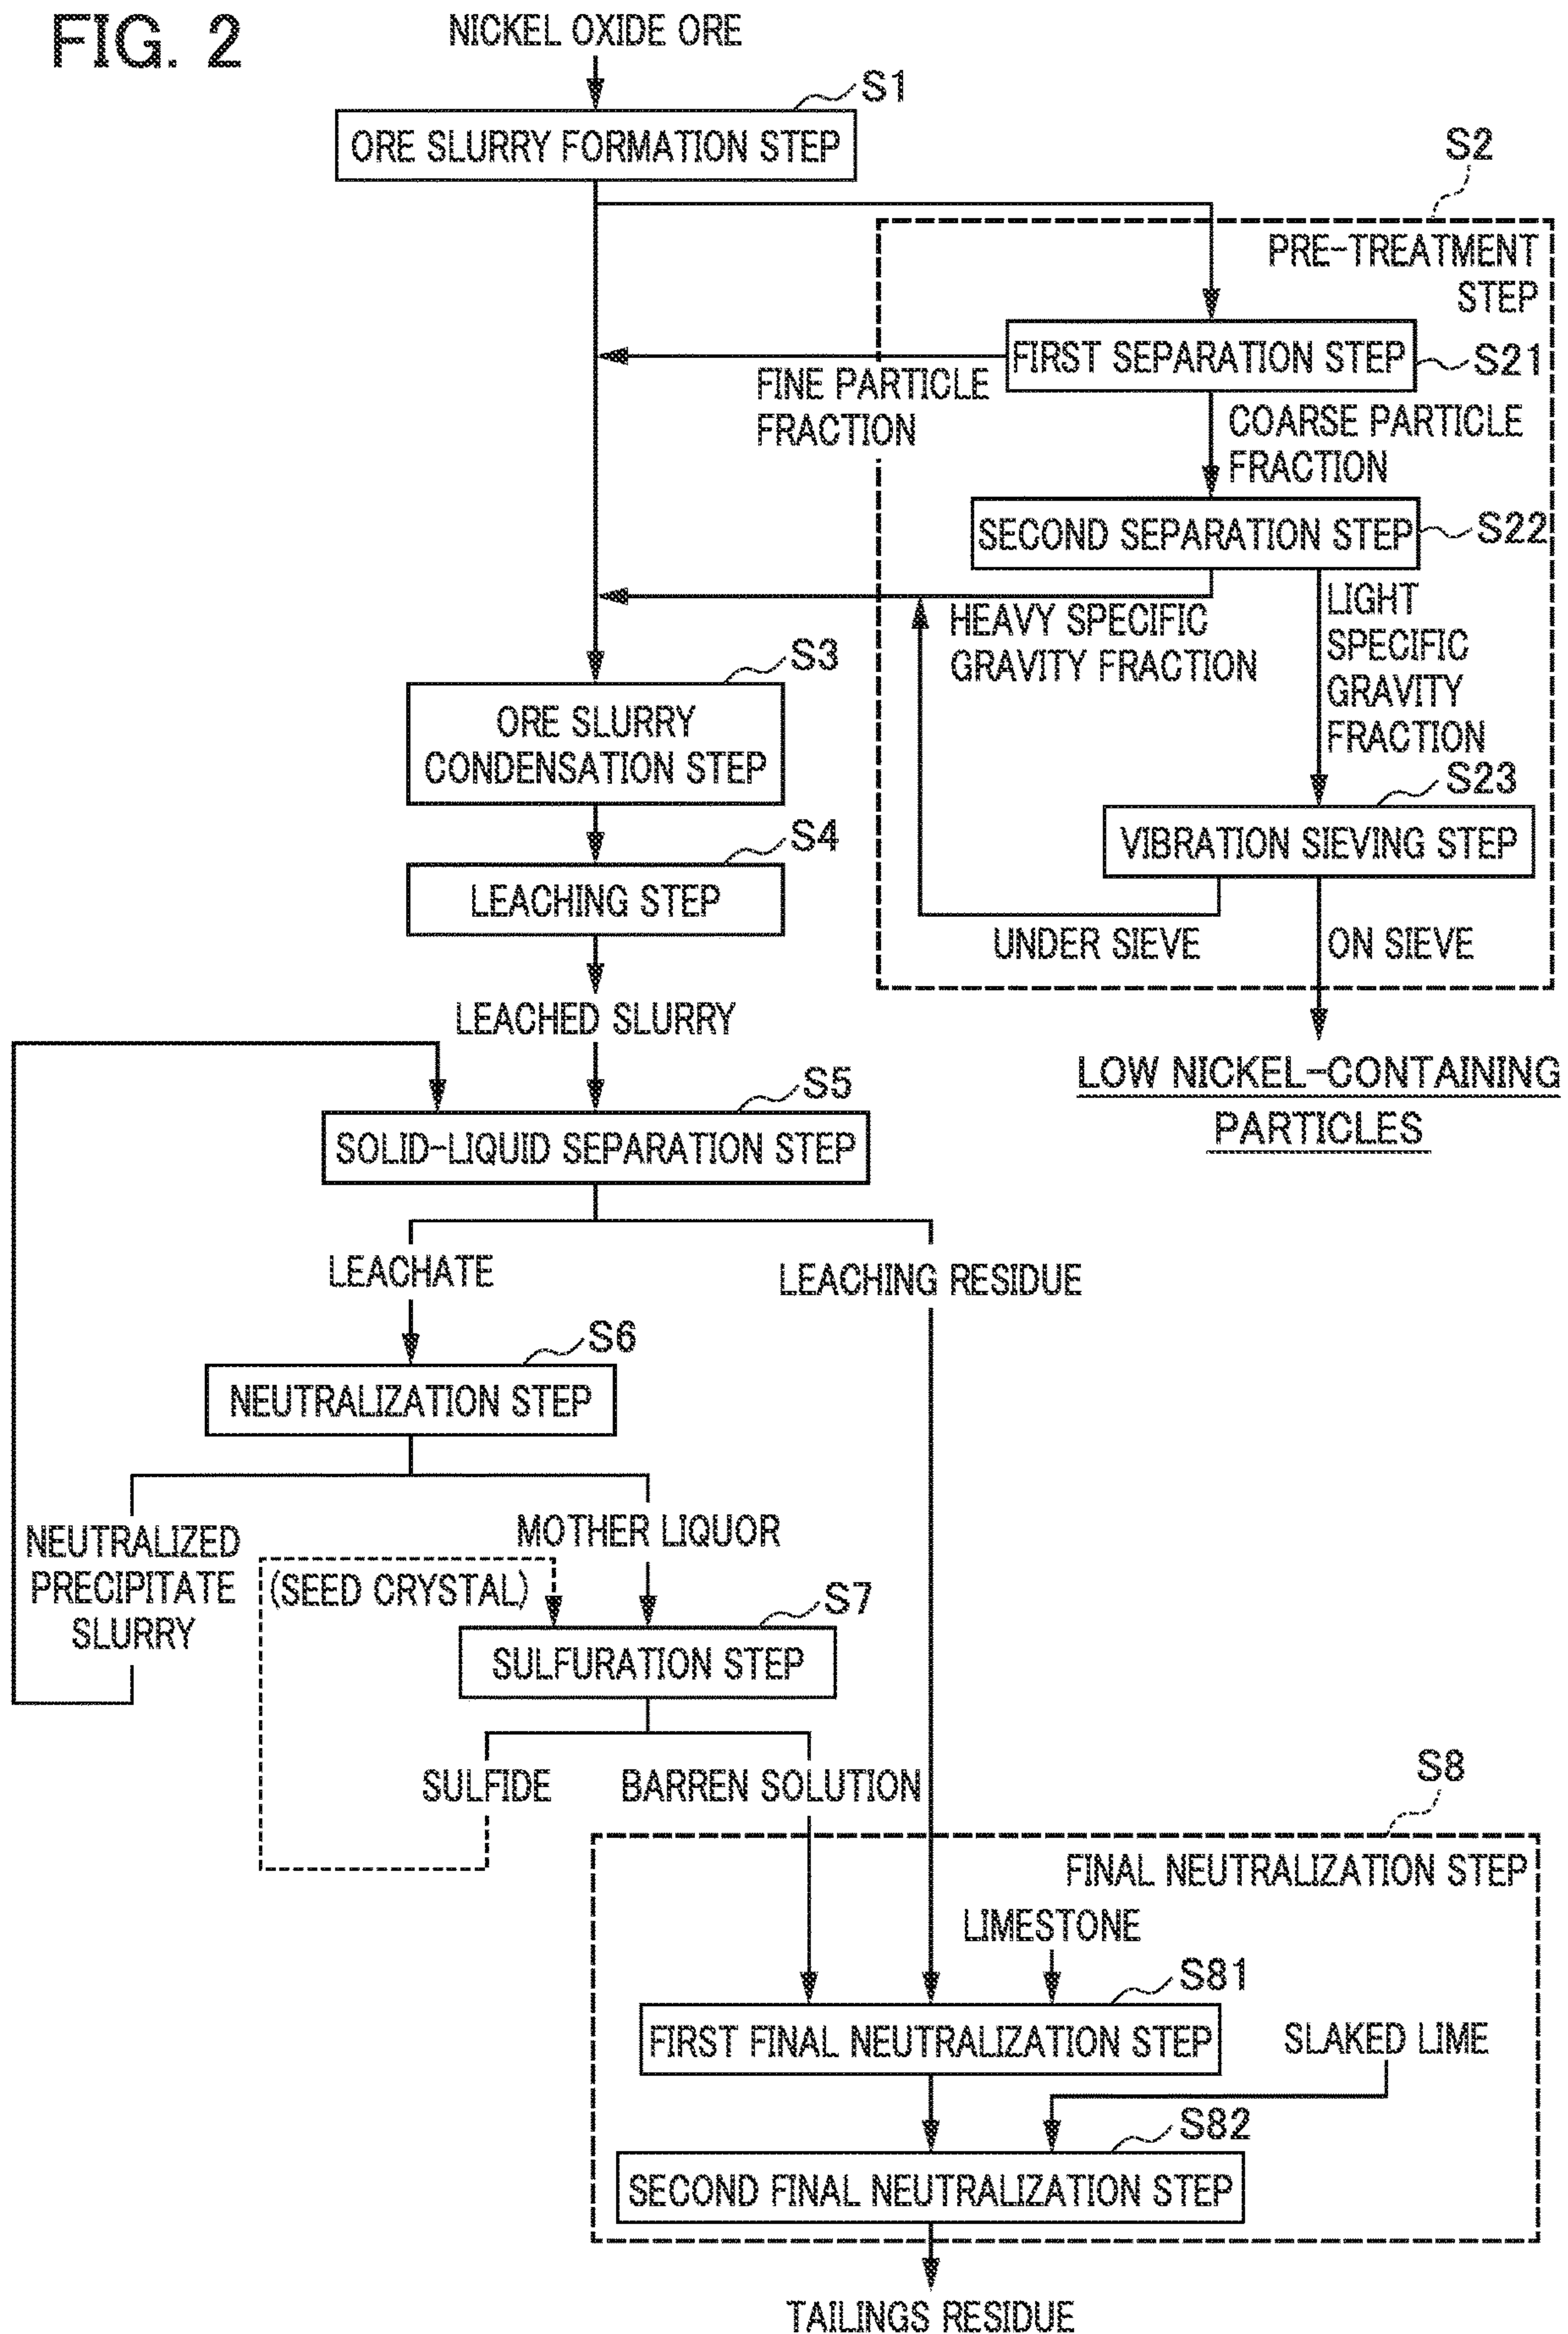 FIG. 2
NICKEL OXIDE ORE
S1
ORE SLURRY FORMATION STEP
S2
PRE-TREATMENT
STEP
FIRST SEPARATION STEP
S21
FINE PARTICLE
FRACTION
COARSE PARTICLE
FRACTION
SECOND SEPARATION STEP
S22
HEAVY SPECIFIC
GRAVITY FRACTION
LIGHT
SPECIFIC
GRAVITY
FRACTION
S3
ORE SLURRY
CONDENSATION STEP
S23
VIBRATION SIEVING STEP
S4
LEACHING STEP
UNDER SIEVE
ON SIEVE
LEACHED SLURRY
LOW NICKEL-CONTAINING
PARTICLES
S5
SOLID-LIQUID SEPARATION STEP
LEACHATE
LEACHING RESIDUE
S6
NEUTRALIZATION STEP
NEUTRALIZED
PRECIPITATE
SLURRY
MOTHER LIQUOR
(SEED CRYSTAL)
S7
SULFURATION STEP
SULFIDE
BARREN SOLUTION
S8
FINAL NEUTRALIZATION STEP
LIMESTONE
S81
FIRST FINAL NEUTRALIZATION STEP
SLAKED LIME
S82
SECOND FINAL NEUTRALIZATION STEP
TAILINGS RESIDUE